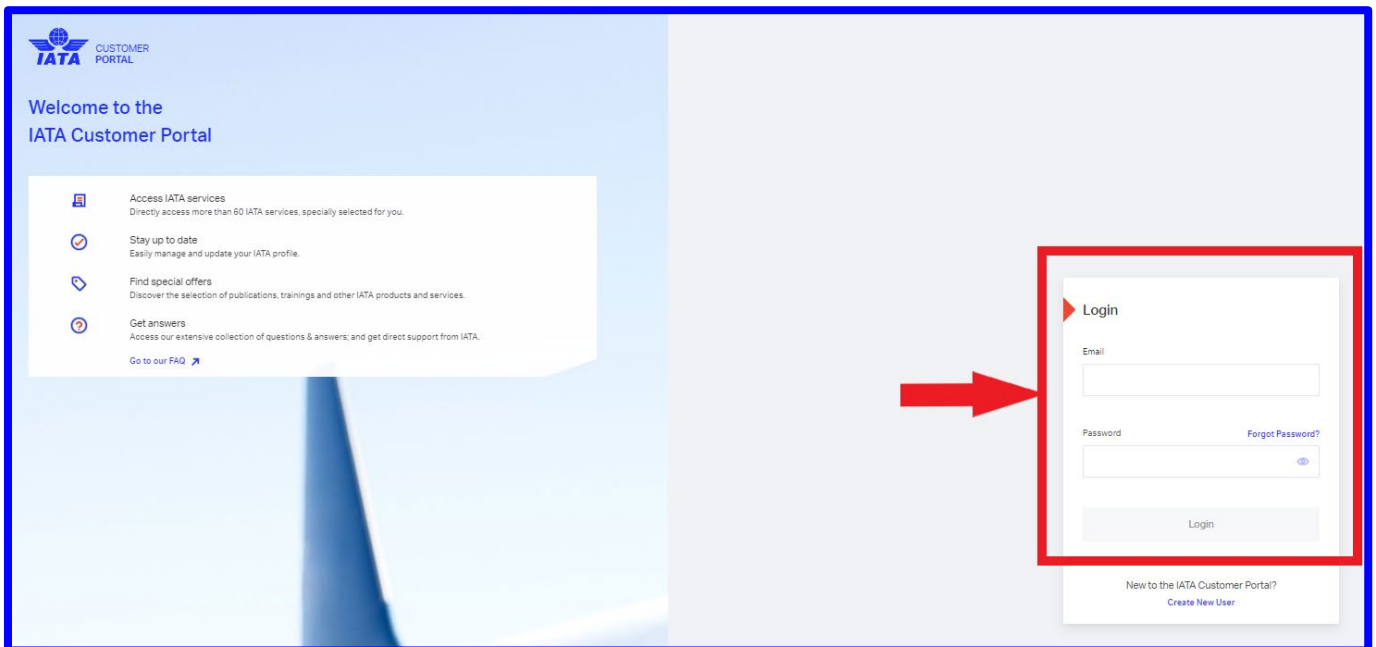 IATA
CUSTOMER
PORTAL
Welcome to the
IATA Customer Portal
Access IATA services
Directly access more than 60 IATA services, specially selected for you.
Stay up to date
Easily manage and update your IATA profile.
Find special offers
Discover the selection of publications, trainings and other IATA products and services.
Get answers
Access our extensive collection of questions & answers; and get direct support from IATA.
Go to our FAQ
Login
Email
Password Forgot Password?
Login
New to the IATA Customer Portal?
Create New User